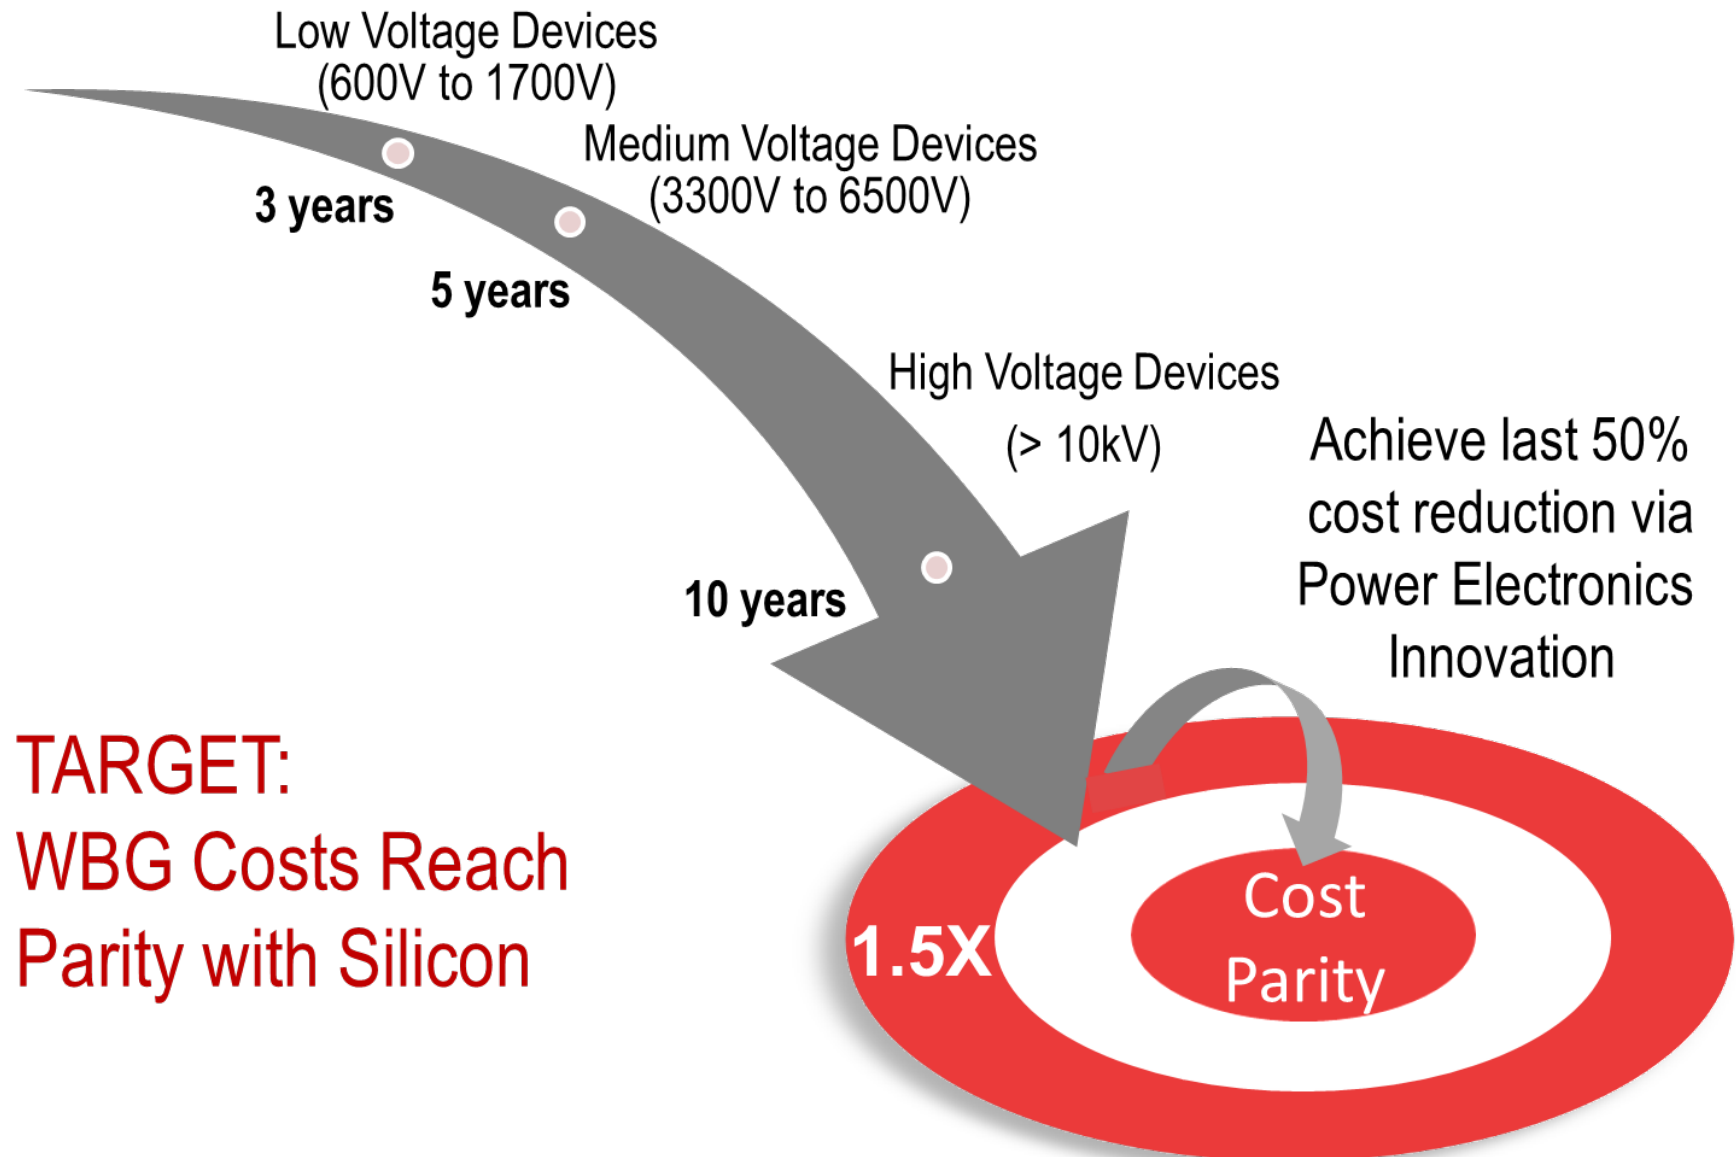 Low Voltage Devices
(600V to 1700V)
Medium Voltage Devices
(3300V to 6500V)
3 years
5 years
High Voltage Devices
(> 10kV)
10 years
Achieve last 50%
cost reduction via
Power Electronics
Innovation
TARGET:
WBG Costs Reach
Parity with Silicon
1.5X
Cost
Parity